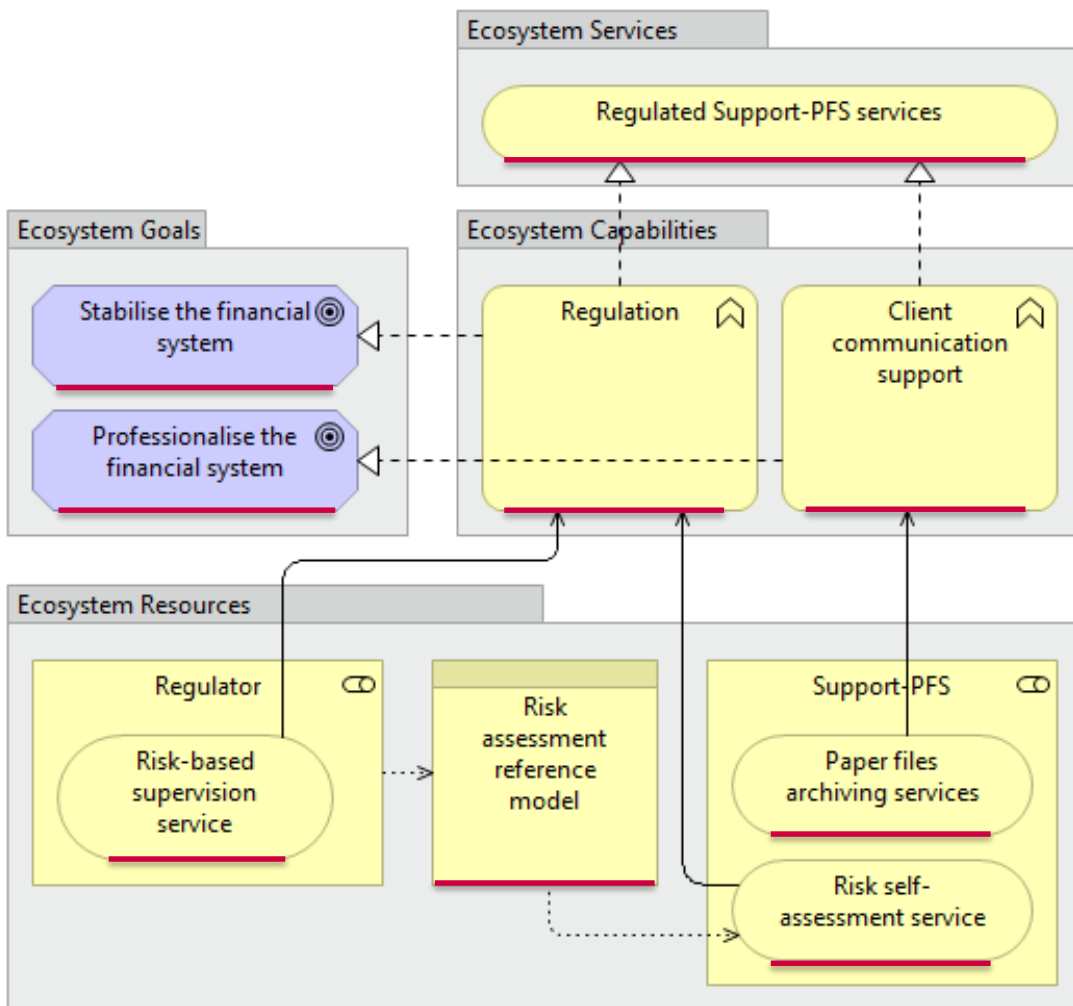 Ecosystem Services
Regulated Support-PFS services
Ecosystem Goals
Stabilise the financial
system
Professionalise the
financial system
Ecosystem Capabilities
Regulation
Client
communication
support
Ecosystem Resources
Regulator
Risk-based
supervision
service
Risk
assessment
reference
model
Support-PFS
Paper files
archiving services
Risk self-
assessment service